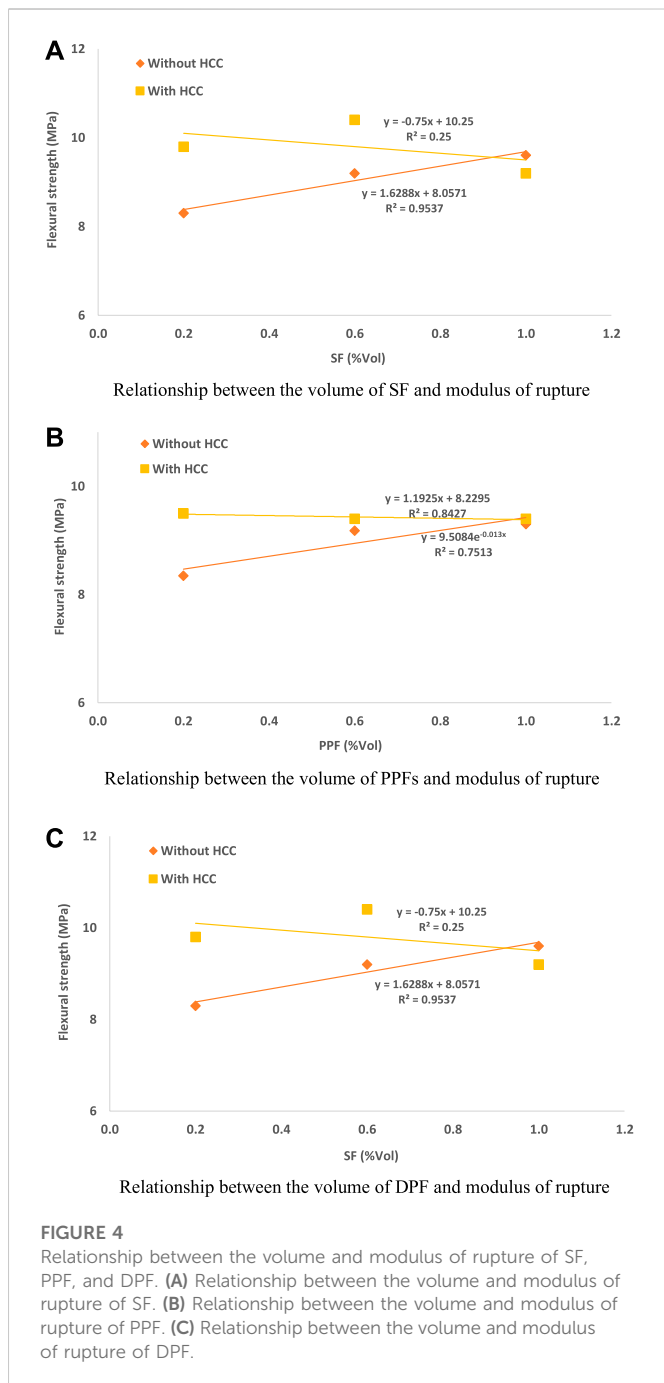 A
12
Without HCC
With HCC
y = -0.75x + 10.25
R² = 0.25
10
Flexural strength (MPa)
y = 1.6288x + 8.0571
R² = 0.9537
8
6
0.0 0.2 0.4 0.6 0.8 1.0 1.2
SF (%Vol)
Relationship between the volume of SF and modulus of rupture
B
Without HCC
With HCC
10
y = 1.1925x + 8.2295
R² = 0.8427
Flexural strength (MPa)
y = 9.5084e^-0.013x
R² = 0.7513
8
6
0.0 0.2 0.4 0.6 0.8 1.0 1.2
PPF (%Vol)
Relationship between the volume of PPFs and modulus of rupture
C
12
Without HCC
With HCC
y = -0.75x + 10.25
R² = 0.25
10
Flexural strength (MPa)
y = 1.6288x + 8.0571
R² = 0.9537
8
6
0.0 0.2 0.4 0.6 0.8 1.0 1.2
SF (%Vol)
Relationship between the volume of DPF and modulus of rupture
FIGURE 4
Relationship between the volume and modulus of rupture of SF,
PPF, and DPF. (A) Relationship between the volume and modulus of
rupture of SF. (B) Relationship between the volume and modulus of
rupture of PPF. (C) Relationship between the volume and modulus
of rupture of DPF.